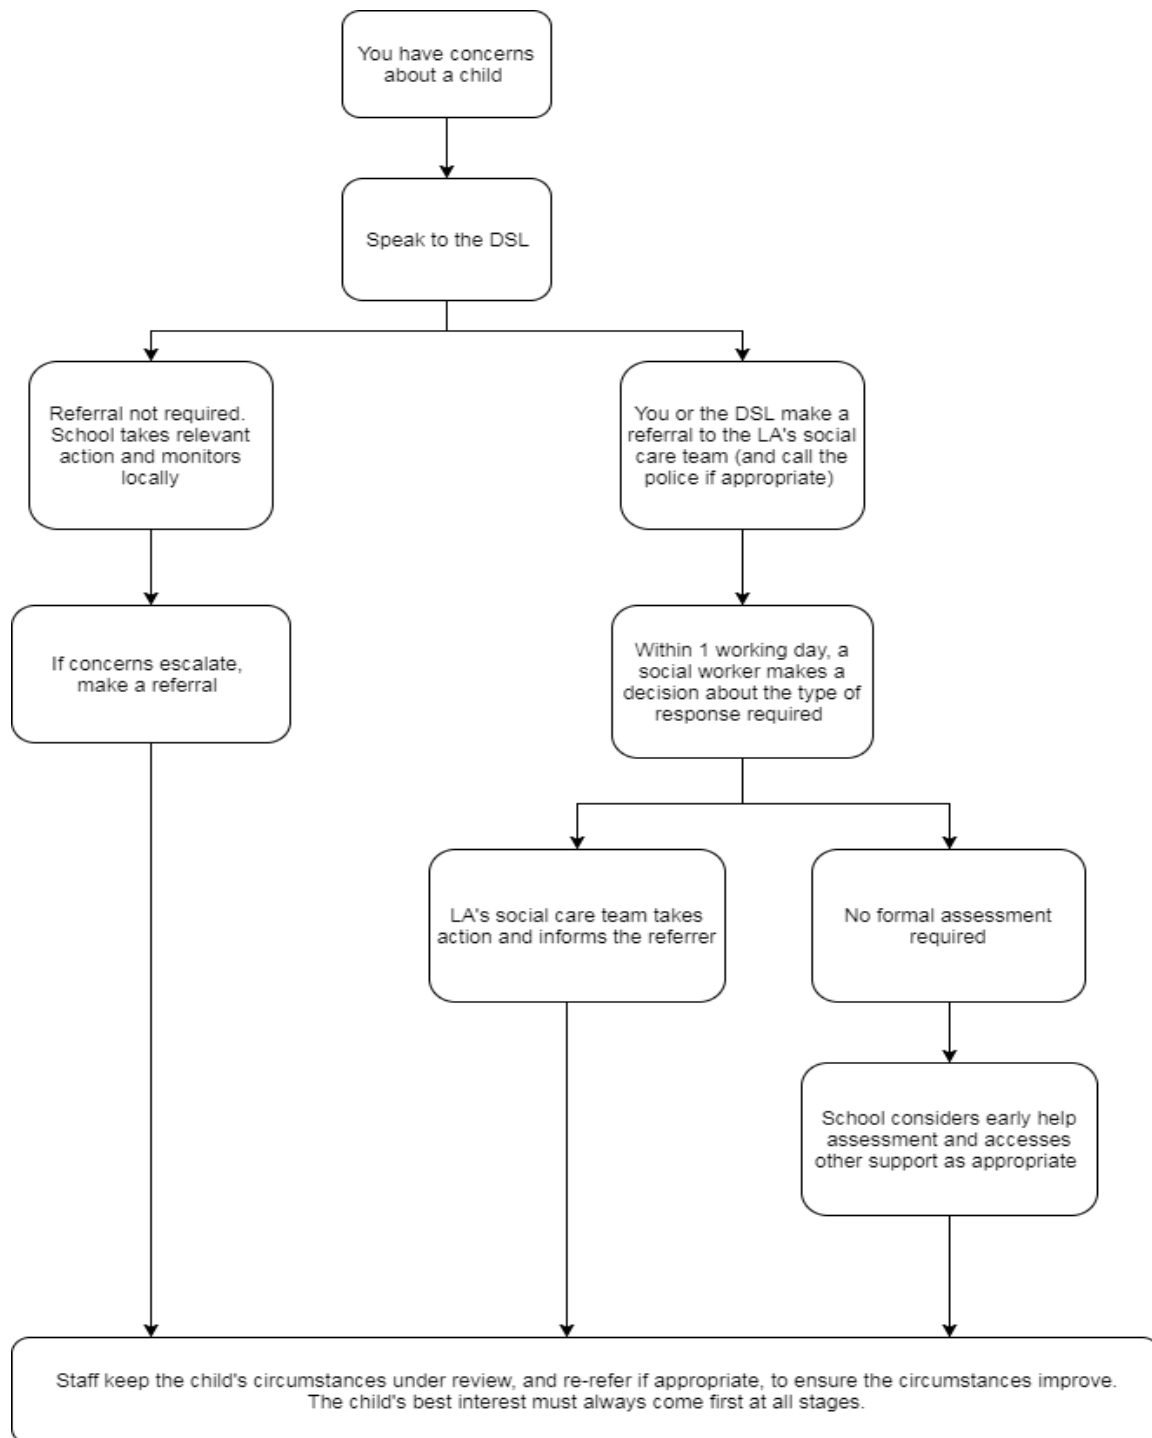 You have concerns
about a child
Speak to the DSL
Referral not required.
School takes relevant
action and monitors
locally
You or the DSL make a
referral to the LA's social
care team (and call the
police if appropriate)
If concerns escalate,
make a referral
Within 1 working day, a
social worker makes a
decision about the type of
response required
LA's social care team takes
action and informs the referrer
No formal assessment
required
School considers early help
assessment and accesses
other support as appropriate
Staff keep the child's circumstances under review, and re-refer if appropriate, to ensure the circumstances improve.
The child's best interest must always come first at all stages.